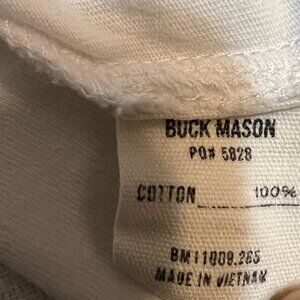 BUCK MASON
PO# 5828
COTTON 100%
BM11009.265
MADE IN VIETNAM